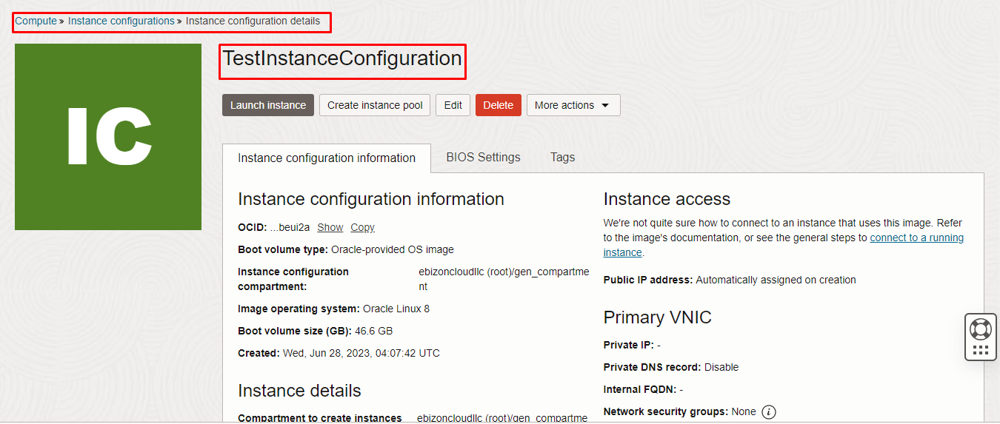 Compute » Instance configurations » Instance configuration details
IC
TestInstanceConfiguration
Launch instance
Create instance pool
Edit
Delete
More actions
Instance configuration information
BIOS Settings
Tags
Instance configuration information
OCID: ...beui2a Show Copy
Boot volume type: Oracle-provided OS image
Instance configuration
compartment:
ebizoncloudllc (root)/gen_compartme
nt
Image operating system: Oracle Linux 8
Boot volume size (GB): 46.6 GB
Created: Wed, Jun 28, 2023, 04:07:42 UTC
Instance details
Compartment to create instances
ebizoncloudllc (root)/gen_compartme
Instance access
We're not quite sure how to connect to an instance that uses this image. Refer
to the image's documentation, or see the general steps to connect to a running
instance.
Public IP address: Automatically assigned on creation
Primary VNIC
Private IP: -
Private DNS record: Disable
Internal FQDN: -
Network security groups: None i